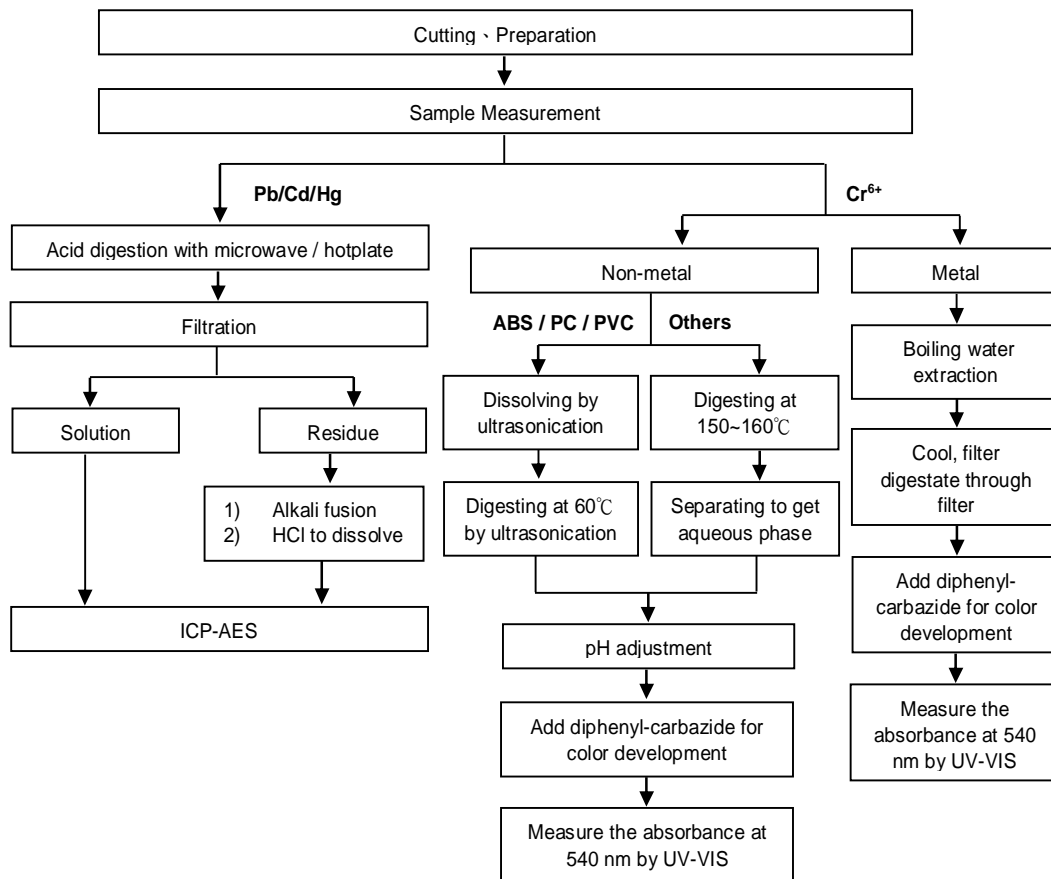 Cutting、Preparation
Sample Measurement
Pb/Cd/Hg
Cr⁶⁺
Acid digestion with microwave / hotplate
Non-metal
Metal
Filtration
ABS / PC / PVC
Others
Boiling water
extraction
Solution
Residue
Dissolving by
ultrasonication
Digesting at
150~160℃
Cool, filter
digestate through
filter
1) Alkali fusion
2) HCl to dissolve
Digesting at 60℃
by ultrasonication
Separating to get
aqueous phase
Add diphenyl-
carbazide for color
development
ICP-AES
pH adjustment
Measure the
absorbance at 540
nm by UV-VIS
Add diphenyl-carbazide for
color development
Measure the absorbance at
540 nm by UV-VIS